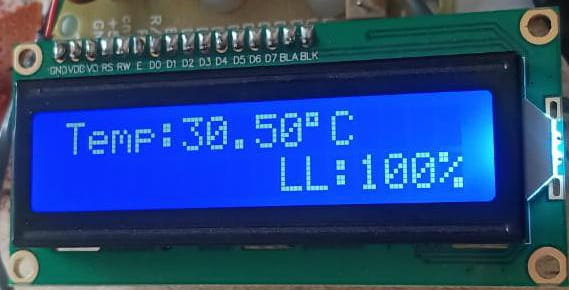 GND VDD VO RS RW E D0 D1 D2 D3 D4 D5 D6 D7 BLA BLK
Temp:30.50°C
LL:100%